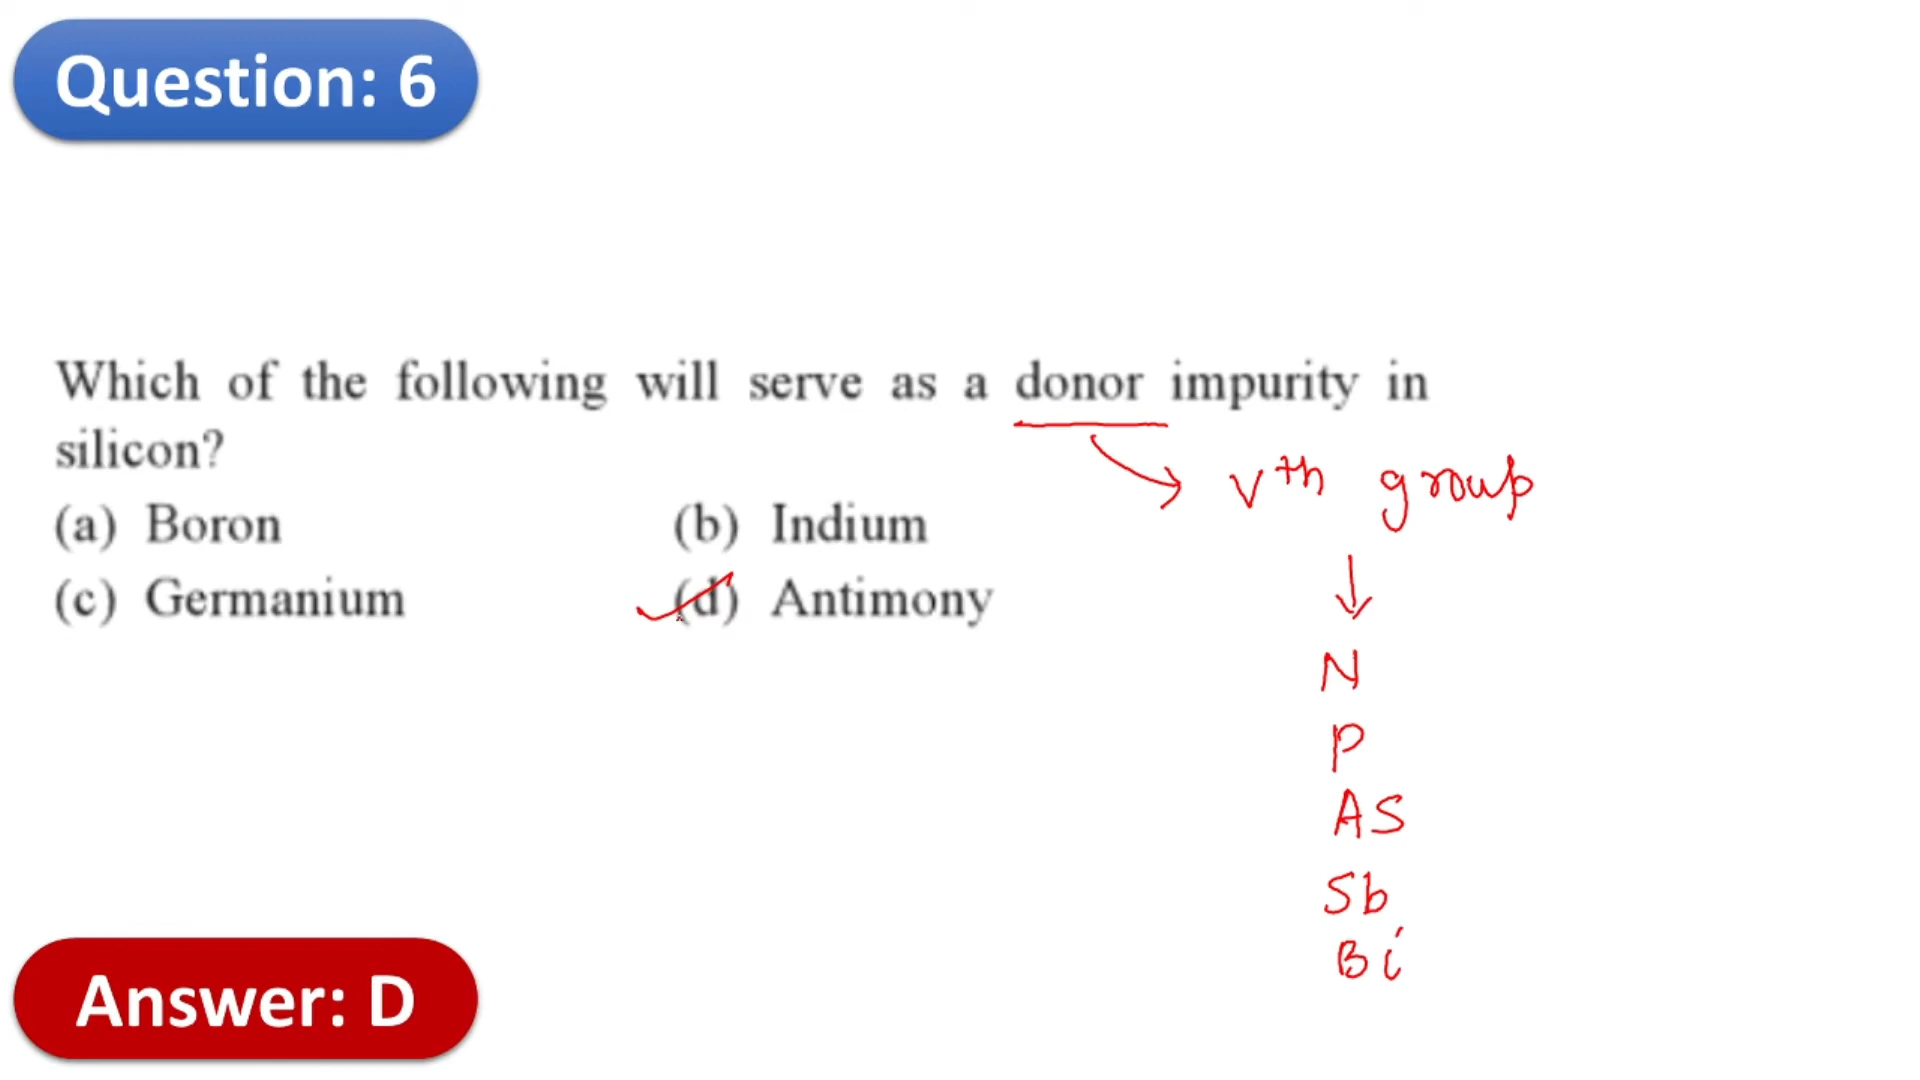 Question: 6
Which of the following will serve as a donor impurity in
silicon?
Vth group
(a) Boron (b) Indium
(c) Germanium (d) Antimony
N
P
AS
Sb
Bi
Answer: D